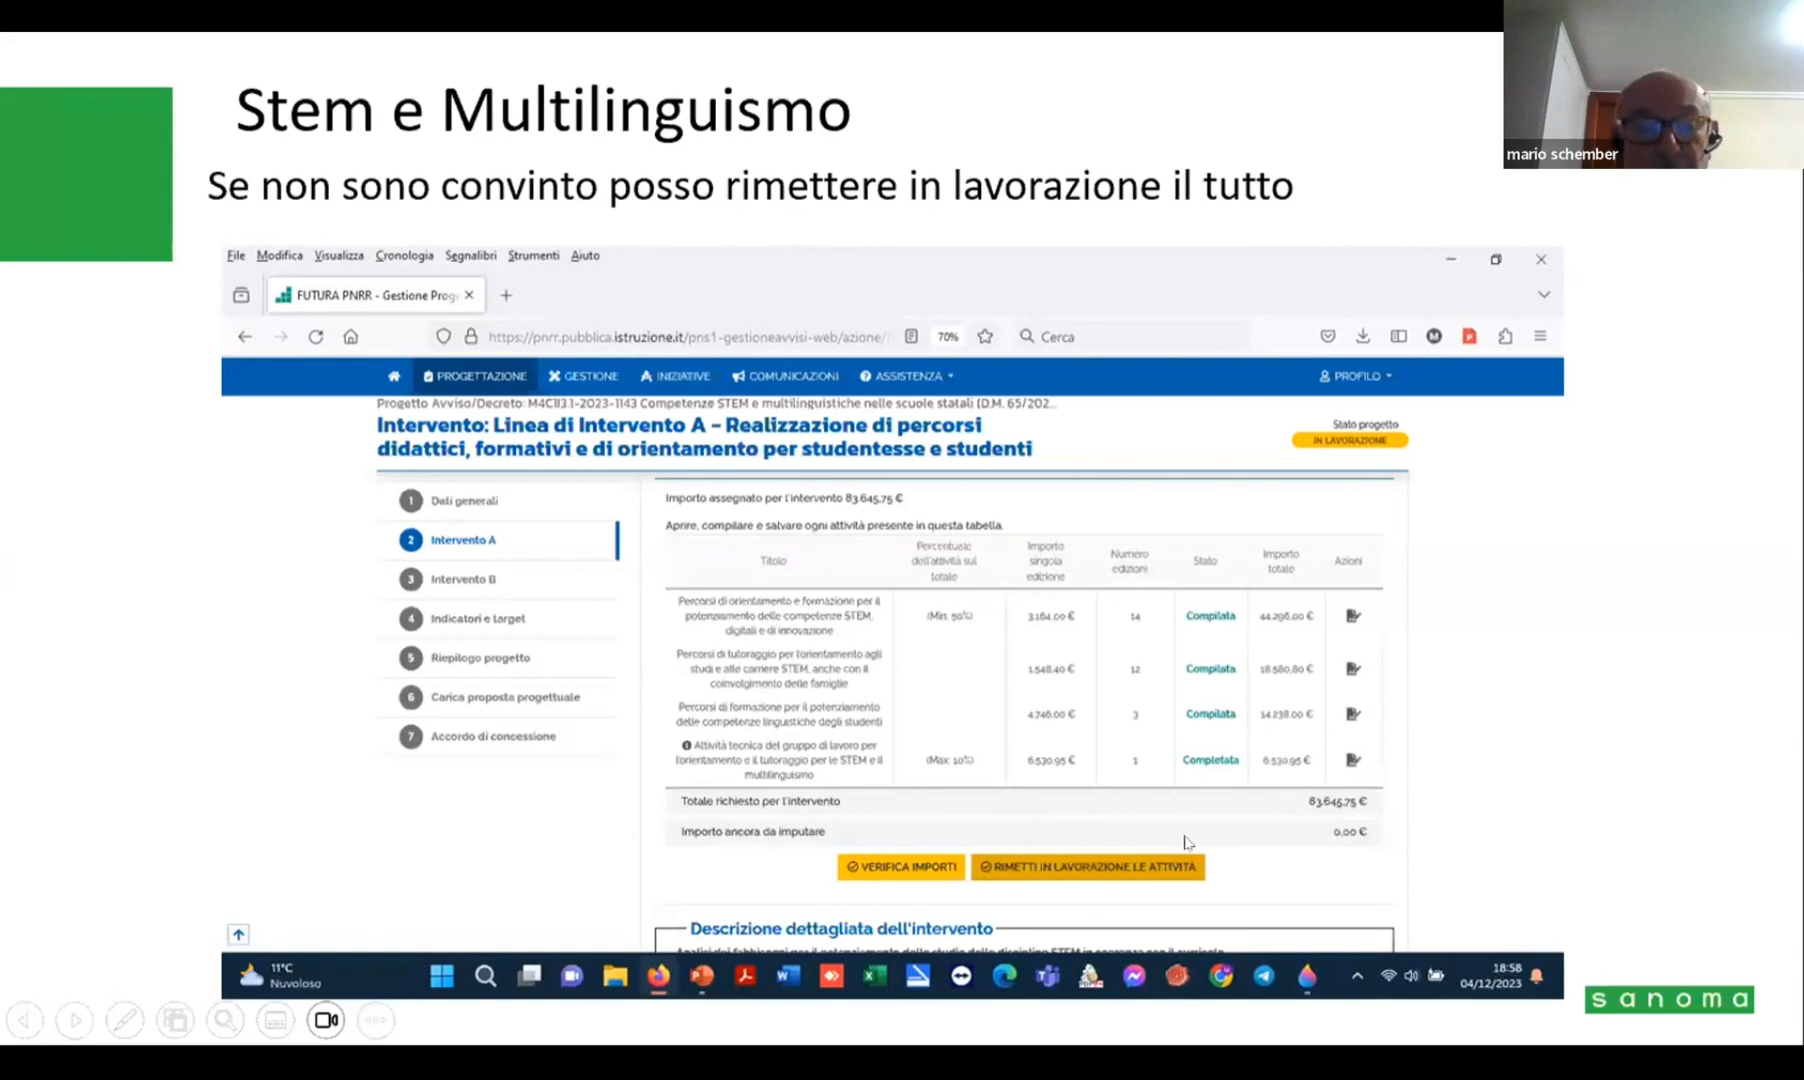 Stem e Multilinguismo
mario schember
Se non sono convinto posso rimettere in lavorazione il tutto
File Modifica Visualizza Cronologia Segnalibri Strumenti Aiuto
FUTURA PNRR - Gestione Prog
https://pnrr.pubblica.istruzione.it/pns1-gestioneavvisi-web/azione/
70%
Cerca
PROGETTAZIONE GESTIONE INIZIATIVE COMUNICAZIONI ASSISTENZA PROFILO
Progetto Avviso/Decreto: M4C1I3.1-2023-1143 Competenze STEM e multilinguistiche nelle scuole statali (D.M. 65/202...
Intervento: Linea di Intervento A - Realizzazione di percorsi
didattici, formativi e di orientamento per studentesse e studenti
Stato progetto
IN LAVORAZIONE
1 Dati generali
2 Intervento A
3 Intervento B
4 Indicatori e target
5 Riepilogo progetto
6 Carica proposta progettuale
7 Accordo di concessione
Importo assegnato per l'intervento 83.645,75 €
Aprire, compilare e salvare ogni attività presente in questa tabella.
Titolo
Percentuale
dell'attività sul
totale
Importo
singola
edizione
Numero
edizioni
Stato
Importo
totale
Azioni
Percorsi di orientamento e formazione per il
potenziamento delle competenze STEM,
digitali e di innovazione
(Min: 50%)
3.164,00 €
14
Compilata
44.296,00 €
Percorsi di tutoraggio per l'orientamento agli
studi e alle carriere STEM, anche con il
coinvolgimento delle famiglie
1.548,40 €
12
Compilata
18.580,80 €
Percorsi di formazione per il potenziamento
delle competenze linguistiche degli studenti
4.746,00 €
3
Compilata
14.238,00 €
Attività tecnica del gruppo di lavoro per
l'orientamento e il tutoraggio per le STEM e il
multilinguismo
(Max: 10%)
6.530,95 €
1
Completata
6.530,95 €
Totale richiesto per l'intervento 83.645,75 €
Importo ancora da imputare 0,00 €
VERIFICA IMPORTI RIMETTI IN LAVORAZIONE LE ATTIVITÀ
Descrizione dettagliata dell'intervento
11°C
Nuvoloso
18:58
04/12/2023
sanoma